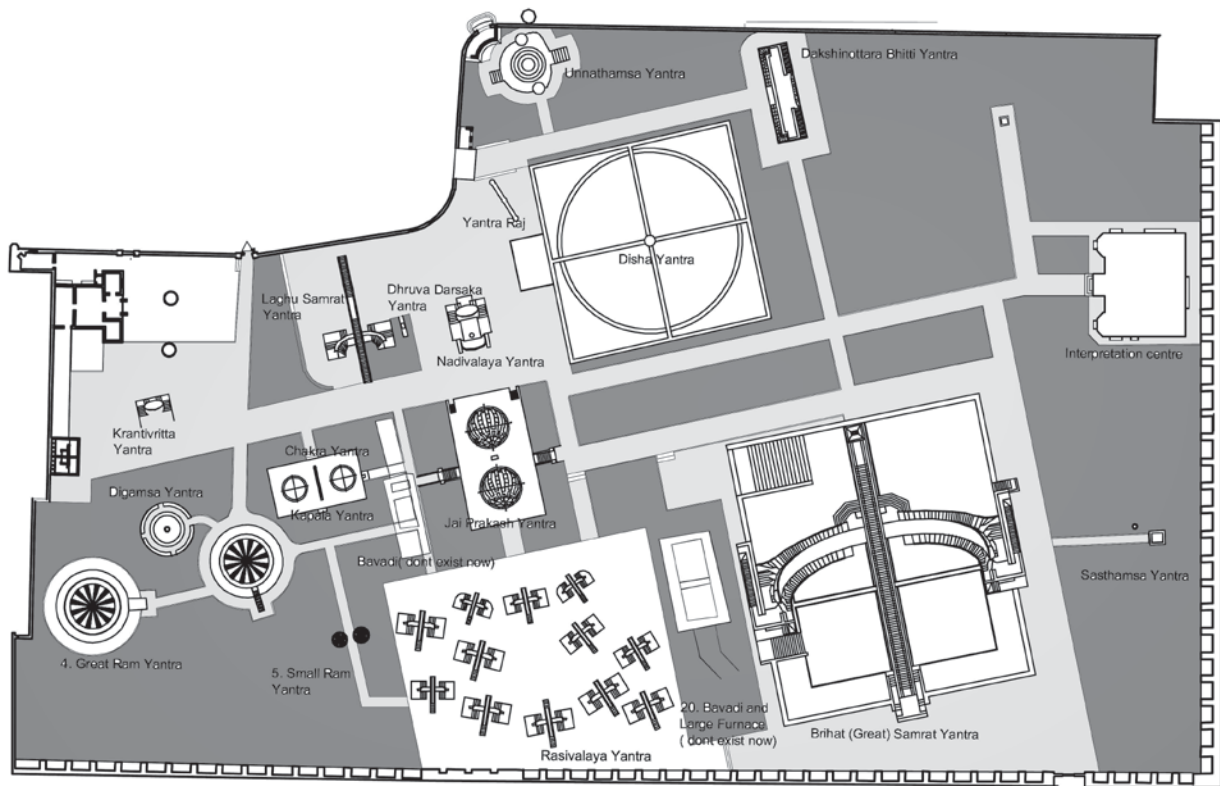 Unnathamsa Yantra
Dakshinottara Bhitti Yantra
Yantra Raj
Disha Yantra
Laghu Samrat
Yantra
Dhruva Darsaka
Yantra
Nadivalaya Yantra
Interpretation centre
Krantivritta
Yantra
Chakra Yantra
Digamsa Yantra
Kapala Yantra
Jai Prakash Yantra
Bavadi( dont exist now)
Sasthamsa Yantra
4. Great Ram Yantra
5. Small Ram
Yantra
20. Bavadi and
Large Furnace
( dont exist now)
Brihat (Great) Samrat Yantra
Rasivalaya Yantra